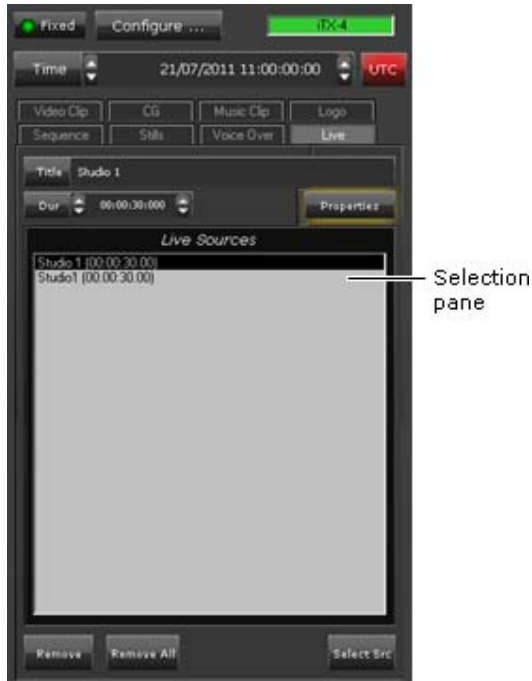 Fixed Configure ... iTX-4
Time 21/07/2011 11:00:00:00 UTC
Video Clip CG Music Clip Logo
Sequence Stills Voice Over Live
Title Studio 1
Dur 00:00:30:000 Properties
Live Sources
Studio 1 (00:00:30.00)
Studio1 (00:00:30.00)
Selection
pane
Remove Remove All Select Src